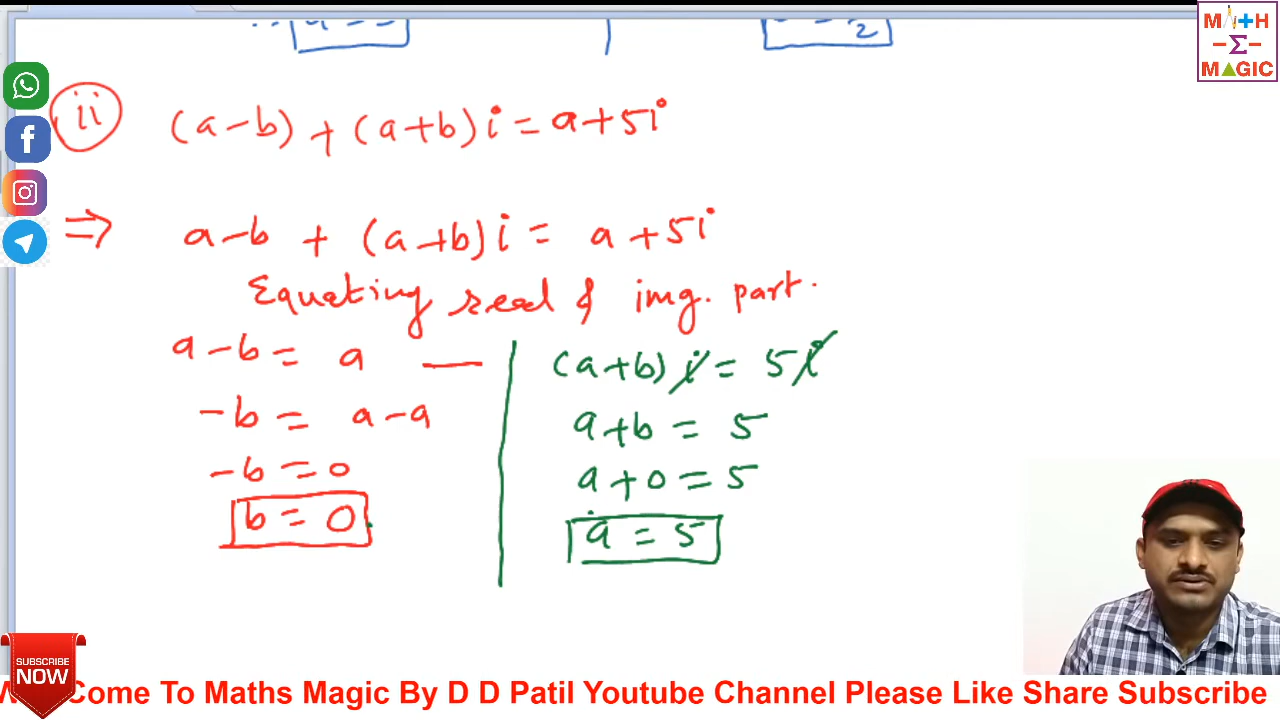 MATH
Σ
MAGIC
ii (a-b) + (a+b)i = a+5i
⇒ a-b + (a+b)i = a+5i
Equating real & img. part.
a-b = a
-b = a-a
-b = 0
b = 0
(a+b)i = 5i
a+b = 5
a+0 = 5
a = 5
SUBSCRIBE
NOW
Come To Maths Magic By D D Patil Youtube Channel Please Like Share Subscribe